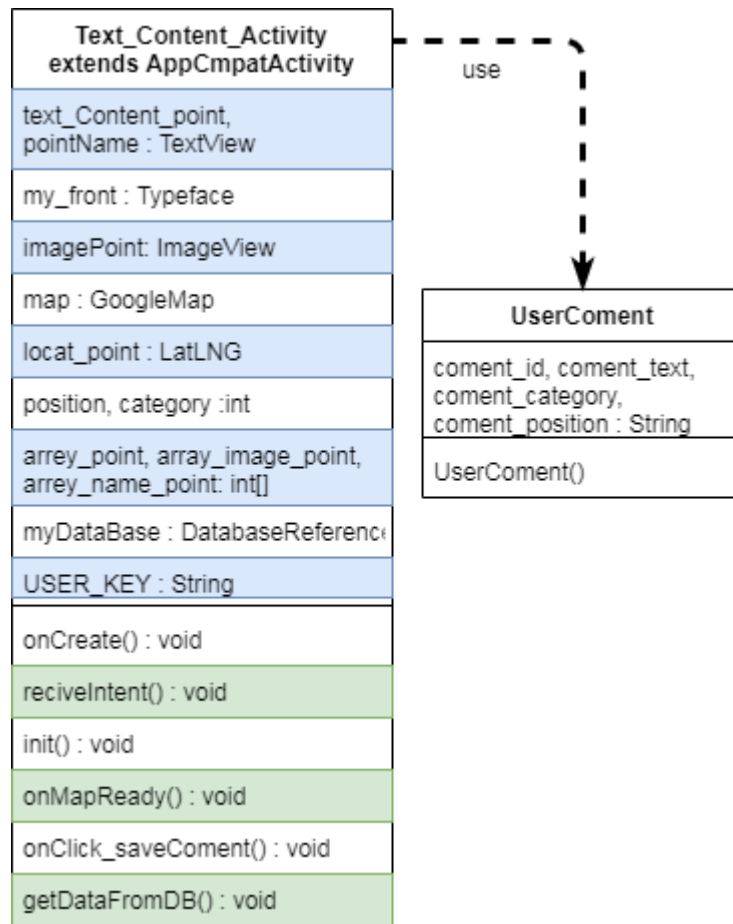 Text_Content_Activity
extends AppCmpatActivity
use
text_Content_point,
pointName : TextView
my_front : Typeface
imagePoint: ImageView
map : GoogleMap
locat_point : LatLNG
position, category :int
arrey_point, array_image_point,
arrey_name_point: int[]
myDataBase : DatabaseReference
USER_KEY : String
onCreate() : void
reciveIntent() : void
init() : void
onMapReady() : void
onClick_saveComent() : void
getDataFromDB() : void
UserComent
coment_id, coment_text,
coment_category,
coment_position : String
UserComent()